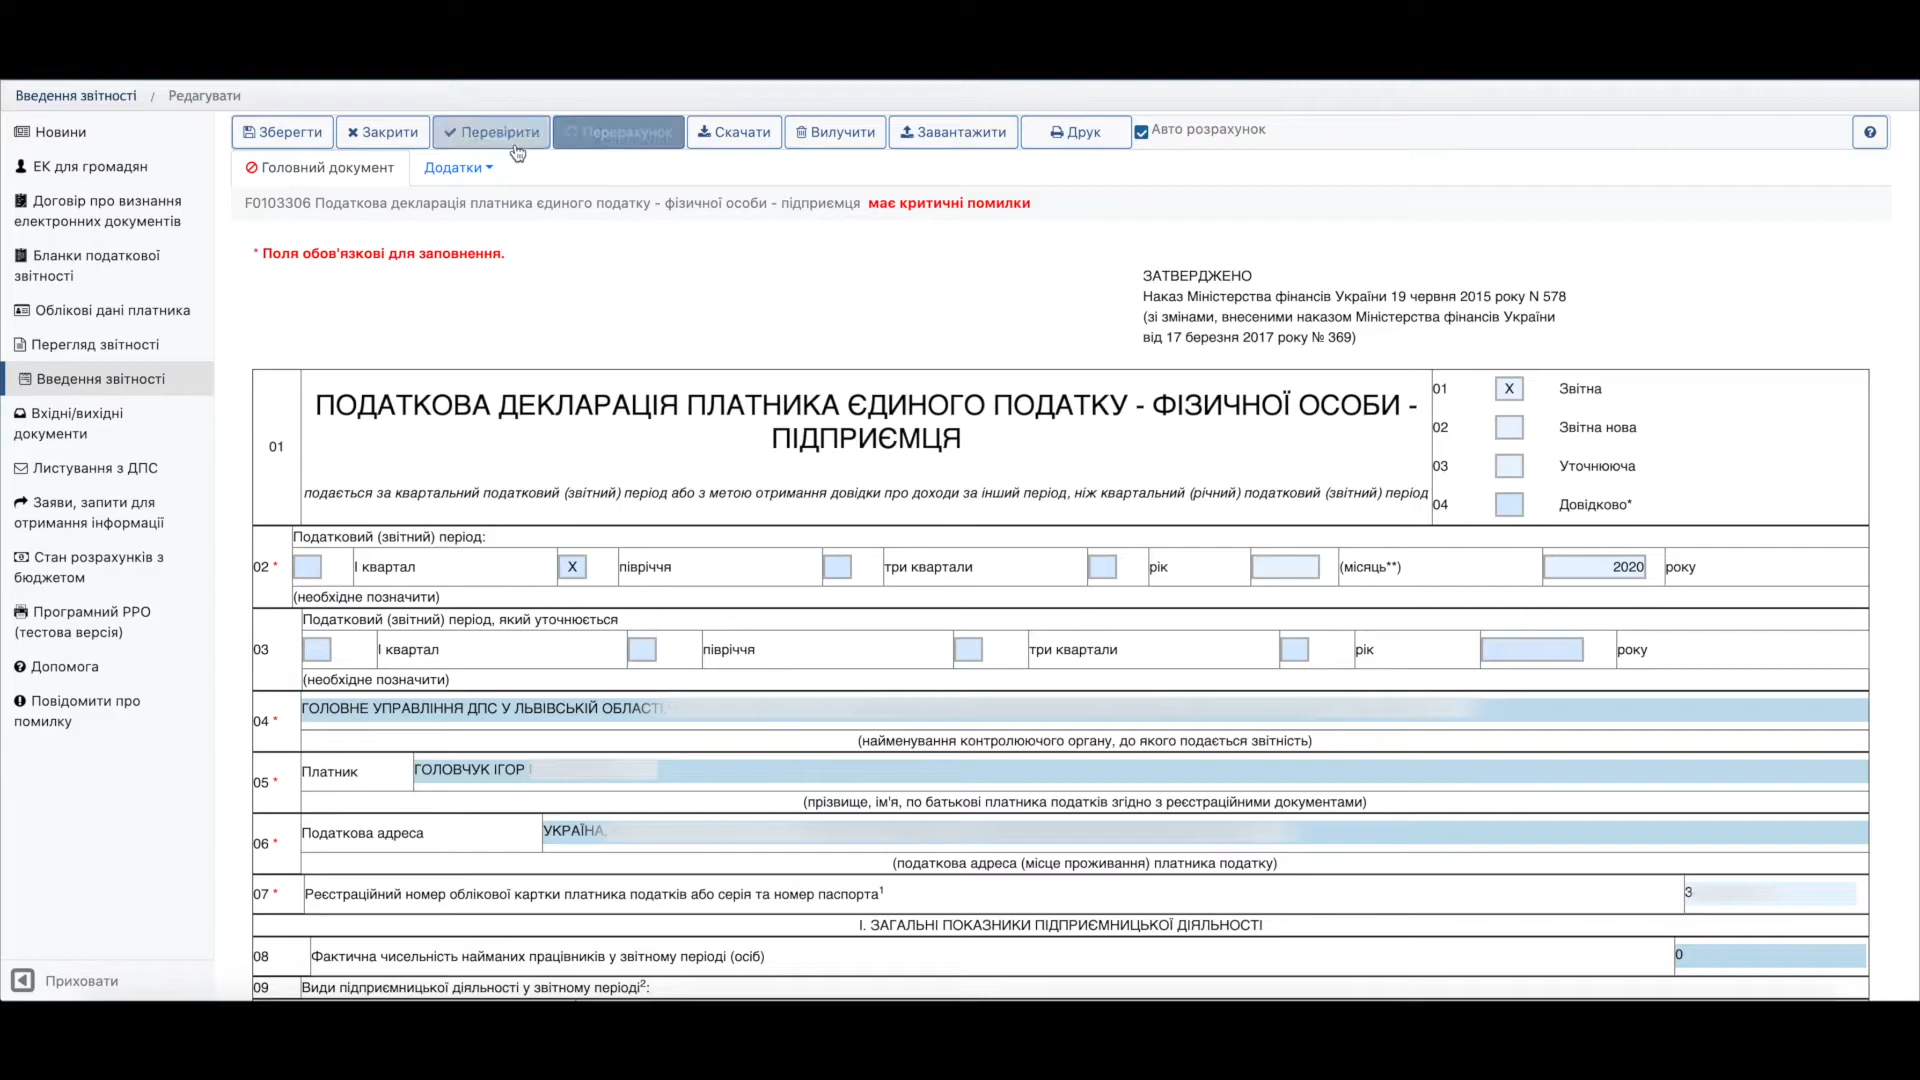 Введення звітності / Редагувати
Новини
ЕК для громадян
Договір про визнання
електронних документів
Бланки податкової
звітності
Облікові дані платника
Перегляд звітності
Введення звітності
Вхідні/вихідні
документи
Листування з ДПС
Заяви, запити для
отримання інформації
Стан розрахунків з
бюджетом
Програмний РРО
(тестова версія)
Допомога
Повідомити про
помилку
Приховати
Зберегти Закрити Перевірити Перерахунок Скачати Вилучити Завантажити Друк Авто розрахунок
Головний документ Додатки
F0103306 Податкова декларація платника єдиного податку - фізичної особи - підприємця має критичні помилки
* Поля обов'язкові для заповнення.
ЗАТВЕРДЖЕНО
Наказ Міністерства фінансів України 19 червня 2015 року N 578
(зі змінами, внесеними наказом Міністерства фінансів України
від 17 березня 2017 року № 369)
01
ПОДАТКОВА ДЕКЛАРАЦІЯ ПЛАТНИКА ЄДИНОГО ПОДАТКУ - ФІЗИЧНОЇ ОСОБИ -
ПІДПРИЄМЦЯ
подається за квартальний податковий (звітний) період або з метою отримання довідки про доходи за інший період, ніж квартальний (річний) податковий (звітний) період
01 X Звітна
02 Звітна нова
03 Уточнююча
04 Довідково*
Податковий (звітний) період:
02 * І квартал X півріччя три квартали рік (місяць**) 2020 року
(необхідне позначити)
Податковий (звітний) період, який уточнюється
03 І квартал півріччя три квартали рік року
(необхідне позначити)
04 * ГОЛОВНЕ УПРАВЛІННЯ ДПС У ЛЬВІВСЬКІЙ ОБЛАСТІ
(найменування контролюючого органу, до якого подається звітність)
05 * Платник ГОЛОВЧУК ІГОР
(прізвище, ім'я, по батькові платника податків згідно з реєстраційними документами)
06 * Податкова адреса УКРАЇНА,
(податкова адреса (місце проживання) платника податку)
07 * Реєстраційний номер облікової картки платника податків або серія та номер паспорта¹ 3
І. ЗАГАЛЬНІ ПОКАЗНИКИ ПІДПРИЄМНИЦЬКОЇ ДІЯЛЬНОСТІ
08 Фактична чисельність найманих працівників у звітному періоді (осіб) 0
09 Види підприємницької діяльності у звітному періоді²: